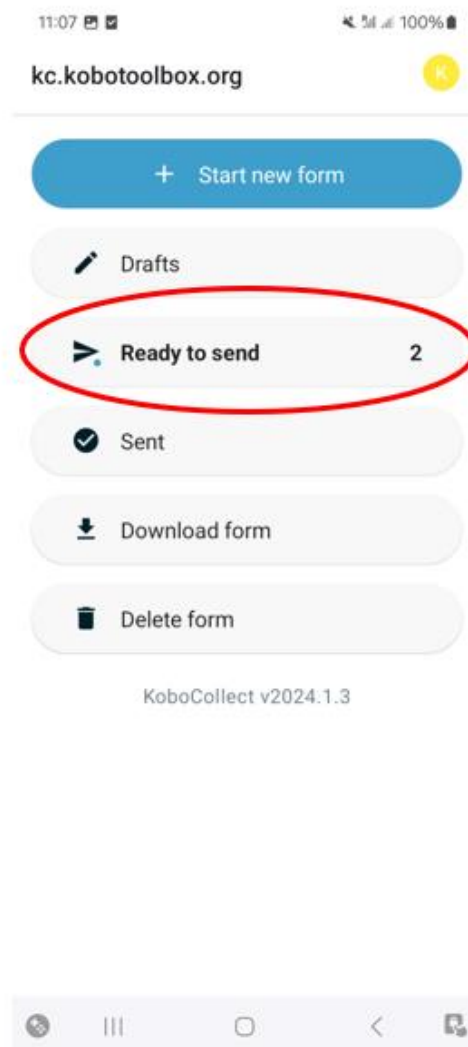 11:07 100%
kc.kobotoolbox.org K
+ Start new form
Drafts
Ready to send 2
Sent
Download form
Delete form
KoboCollect v2024.1.3